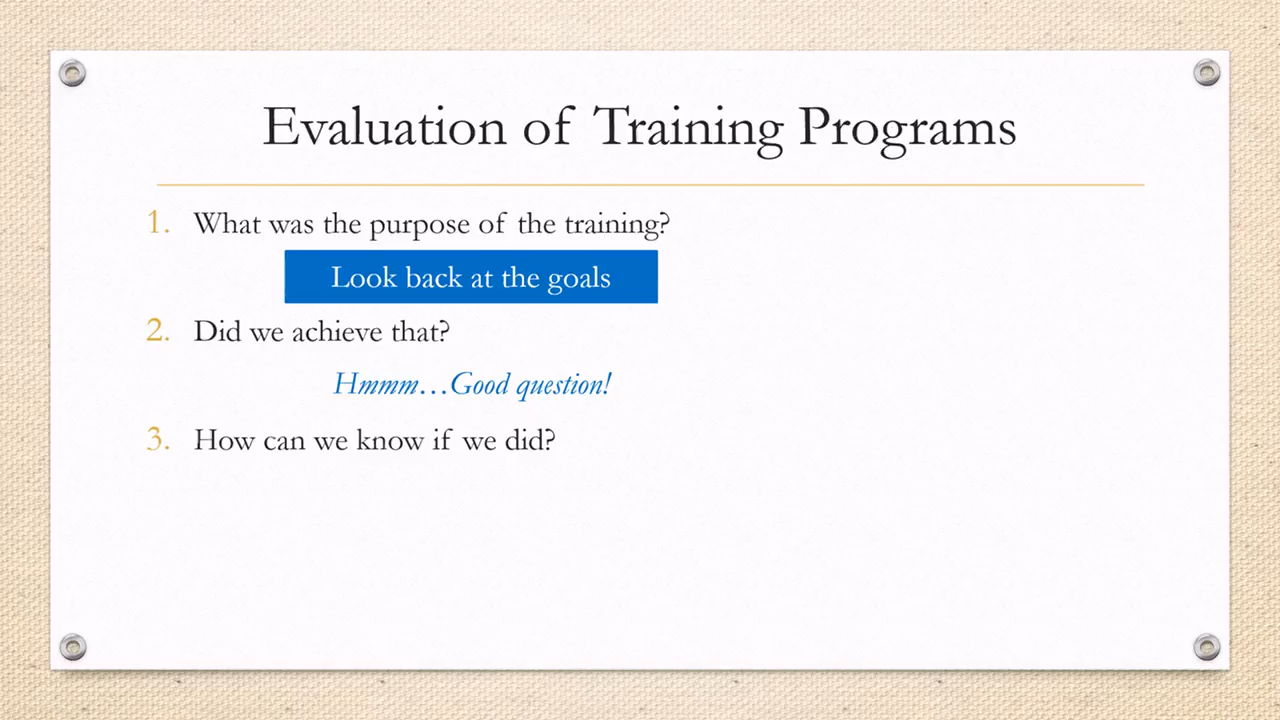 Evaluation of Training Programs
1. What was the purpose of the training?
Look back at the goals
2. Did we achieve that?
Hmmm…Good question!
3. How can we know if we did?